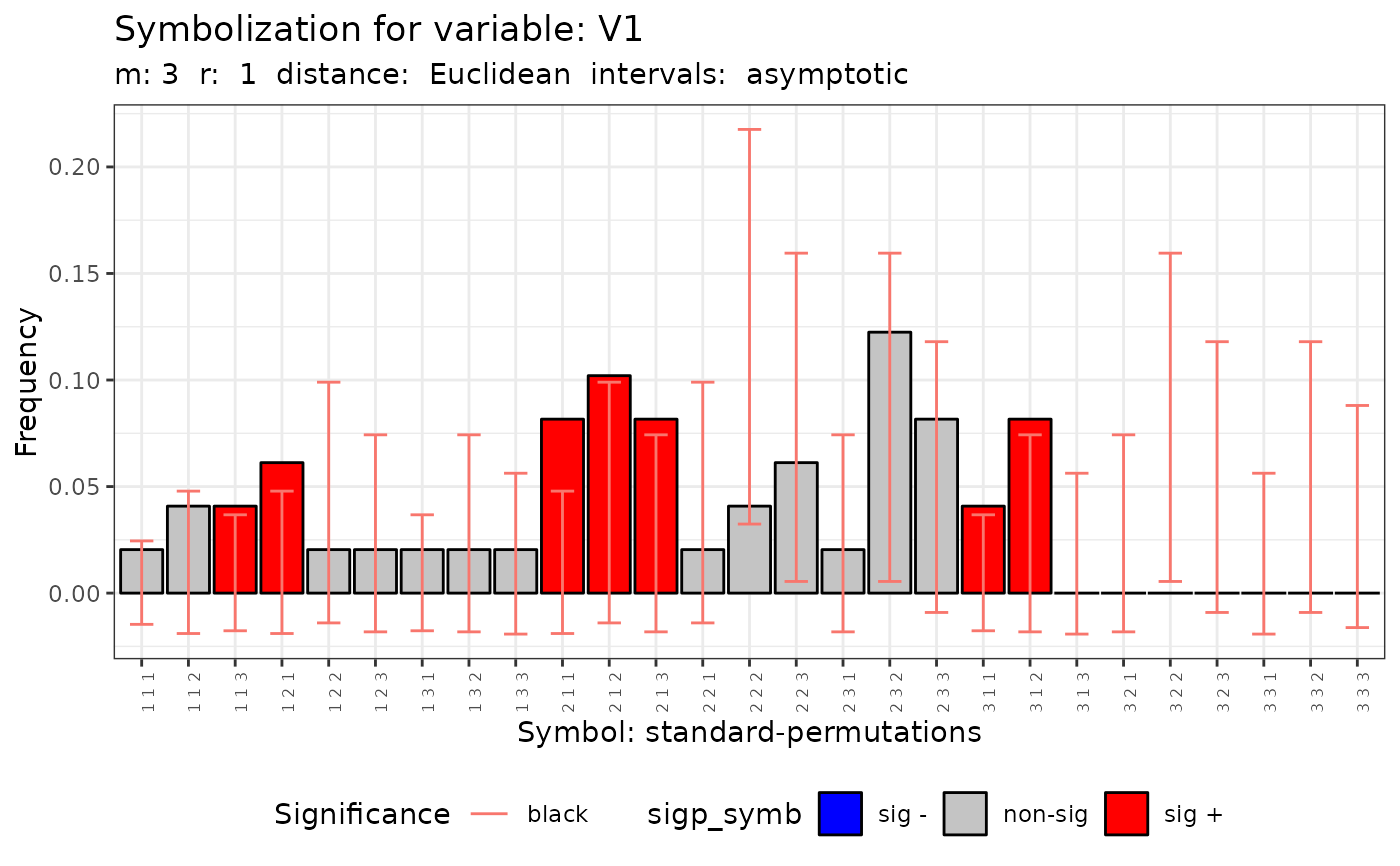 Symbolization for variable: V1
m: 3 r: 1 distance: Euclidean intervals: asymptotic
Frequency
0.20
0.15
0.10
0.05
0.00
1 1 1
1 1 2
1 1 3
1 2 1
1 2 2
1 2 3
1 3 1
1 3 2
1 3 3
2 1 1
2 1 2
2 1 3
2 2 1
2 2 2
2 2 3
2 3 1
2 3 2
2 3 3
3 1 1
3 1 2
3 1 3
3 2 1
3 2 2
3 2 3
3 3 1
3 3 2
3 3 3
Symbol: standard-permutations
Significance black sigp_symb sig - non-sig sig +